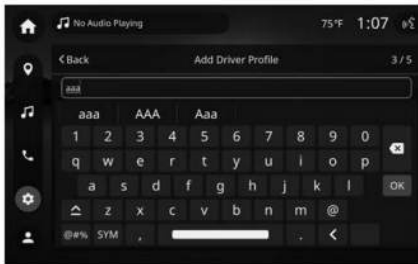 No Audio Playing 75°F 1:07
Back Add Driver Profile 3 / 5
aaa
aaa AAA Aaa
1 2 3 4 5 6 7 8 9 0
q w e r t y u i o p
a s d f g h j k l OK
z x c v b n m @
@#% SYM , .